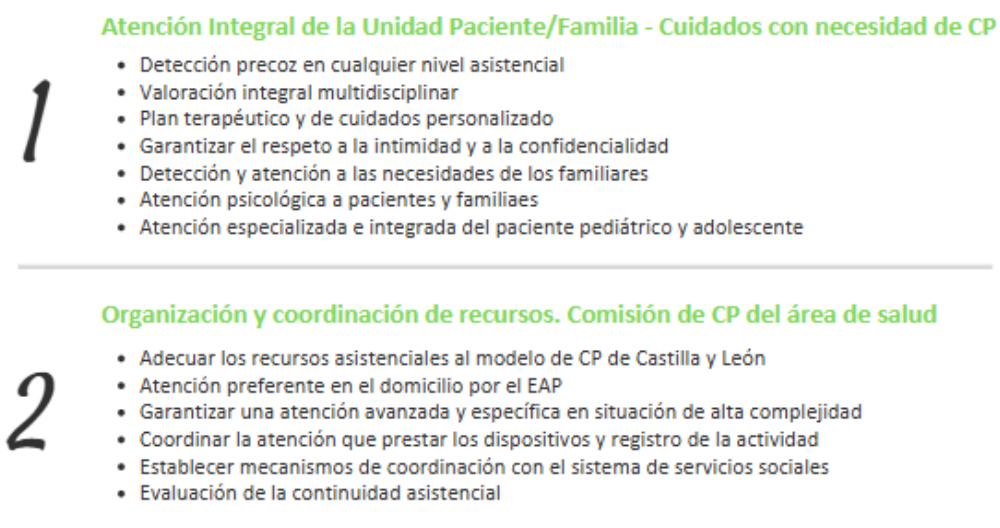 Atención Integral de la Unidad Paciente/Familia - Cuidados con necesidad de CP
1
• Detección precoz en cualquier nivel asistencial
• Valoración integral multidisciplinar
• Plan terapéutico y de cuidados personalizado
• Garantizar el respeto a la intimidad y a la confidencialidad
• Detección y atención a las necesidades de los familiares
• Atención psicológica a pacientes y familiaes
• Atención especializada e integrada del paciente pediátrico y adolescente
Organización y coordinación de recursos. Comisión de CP del área de salud
2
• Adecuar los recursos asistenciales al modelo de CP de Castilla y León
• Atención preferente en el domicilio por el EAP
• Garantizar una atención avanzada y específica en situación de alta complejidad
• Coordinar la atención que prestar los dispositivos y registro de la actividad
• Establecer mecanismos de coordinación con el sistema de servicios sociales
• Evaluación de la continuidad asistencial